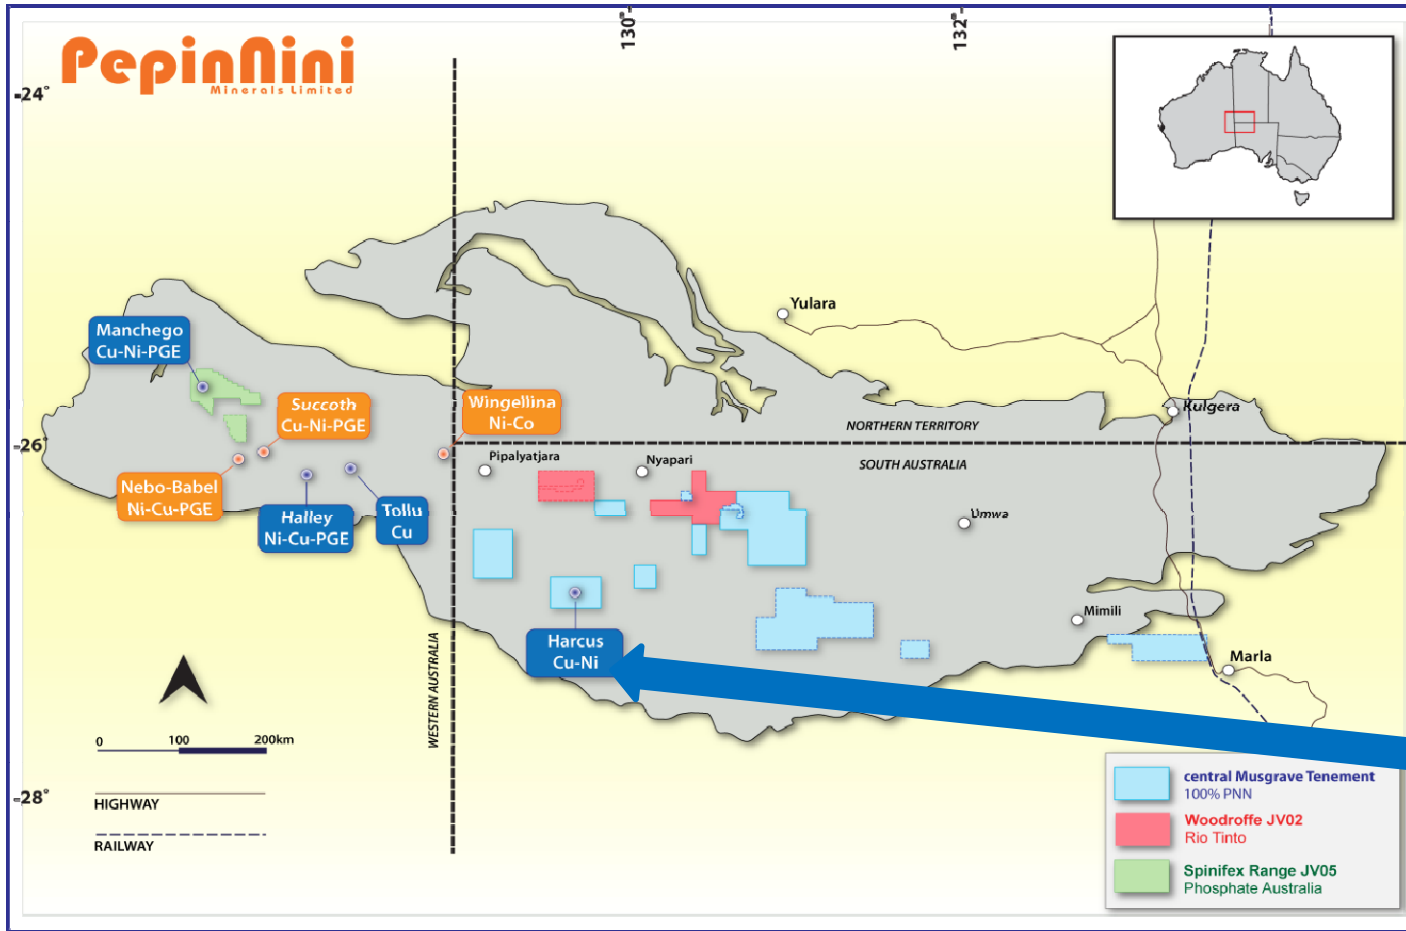 PepinNini
Minerals Limited
130°
132°
-24°
-26°
-28°
Yulara
Kulgera
Manchego
Cu-Ni-PGE
Succoth
Cu-Ni-PGE
Wingellina
Ni-Co
NORTHERN TERRITORY
SOUTH AUSTRALIA
Pipalyatjara
Nyapari
Nebo-Babel
Ni-Cu-PGE
Halley
Ni-Cu-PGE
Tollu
Cu
Umwa
Mimili
Marla
Harcus
Cu-Ni
WESTERN AUSTRALIA
0 100 200km
HIGHWAY
RAILWAY
central Musgrave Tenement
100% PNN
Woodroffe JV02
Rio Tinto
Spinifex Range JV05
Phosphate Australia